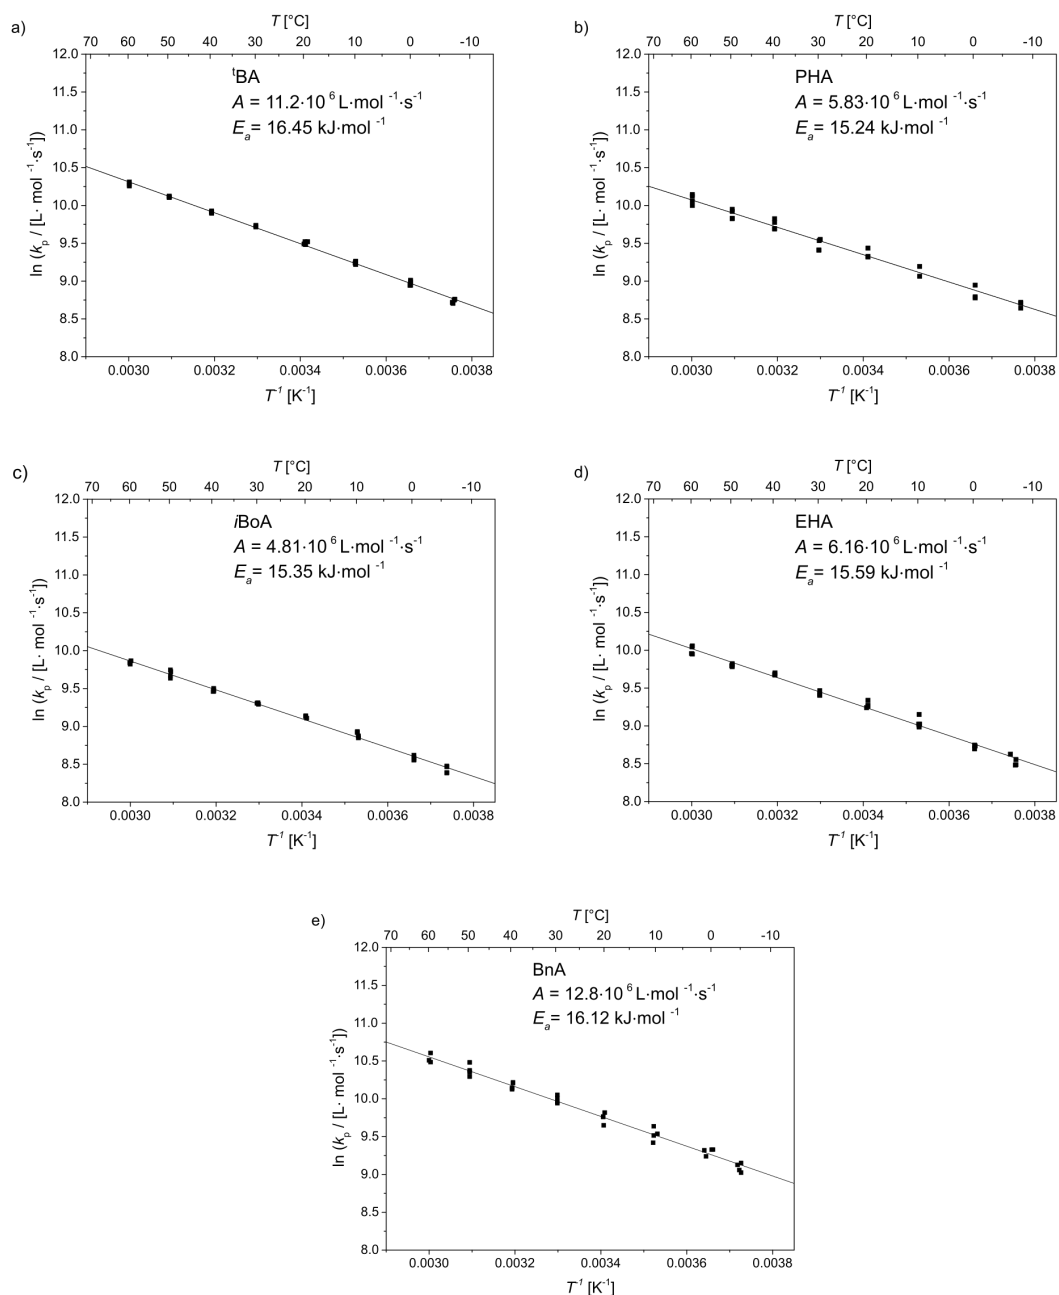 a)
T [°C]
70 60 50 40 30 20 10 0 -10
12.0
11.5
11.0
10.5
10.0
9.5
9.0
8.5
8.0
ln (kp / [L· mol -1·s-1])
tBA
A = 11.2·10 6 L·mol -1·s-1
Ea= 16.45 kJ·mol -1
0.0030 0.0032 0.0034 0.0036 0.0038
T-1 [K-1]
b)
T [°C]
70 60 50 40 30 20 10 0 -10
12.0
11.5
11.0
10.5
10.0
9.5
9.0
8.5
8.0
ln (kp / [L· mol -1·s-1])
PHA
A = 5.83·10 6 L·mol -1·s-1
Ea= 15.24 kJ·mol -1
0.0030 0.0032 0.0034 0.0036 0.0038
T-1 [K-1]
c)
T [°C]
70 60 50 40 30 20 10 0 -10
12.0
11.5
11.0
10.5
10.0
9.5
9.0
8.5
8.0
ln (kp / [L· mol -1·s-1])
iBoA
A = 4.81·10 6 L·mol -1·s-1
Ea= 15.35 kJ·mol -1
0.0030 0.0032 0.0034 0.0036 0.0038
T-1 [K-1]
d)
T [°C]
70 60 50 40 30 20 10 0 -10
12.0
11.5
11.0
10.5
10.0
9.5
9.0
8.5
8.0
ln (kp / [L· mol -1·s-1])
EHA
A = 6.16·10 6 L·mol -1·s-1
Ea= 15.59 kJ·mol -1
0.0030 0.0032 0.0034 0.0036 0.0038
T-1 [K-1]
e)
T [°C]
70 60 50 40 30 20 10 0 -10
12.0
11.5
11.0
10.5
10.0
9.5
9.0
8.5
8.0
ln (kp / [L· mol -1·s-1])
BnA
A = 12.8·10 6 L·mol -1·s-1
Ea= 16.12 kJ·mol -1
0.0030 0.0032 0.0034 0.0036 0.0038
T-1 [K-1]